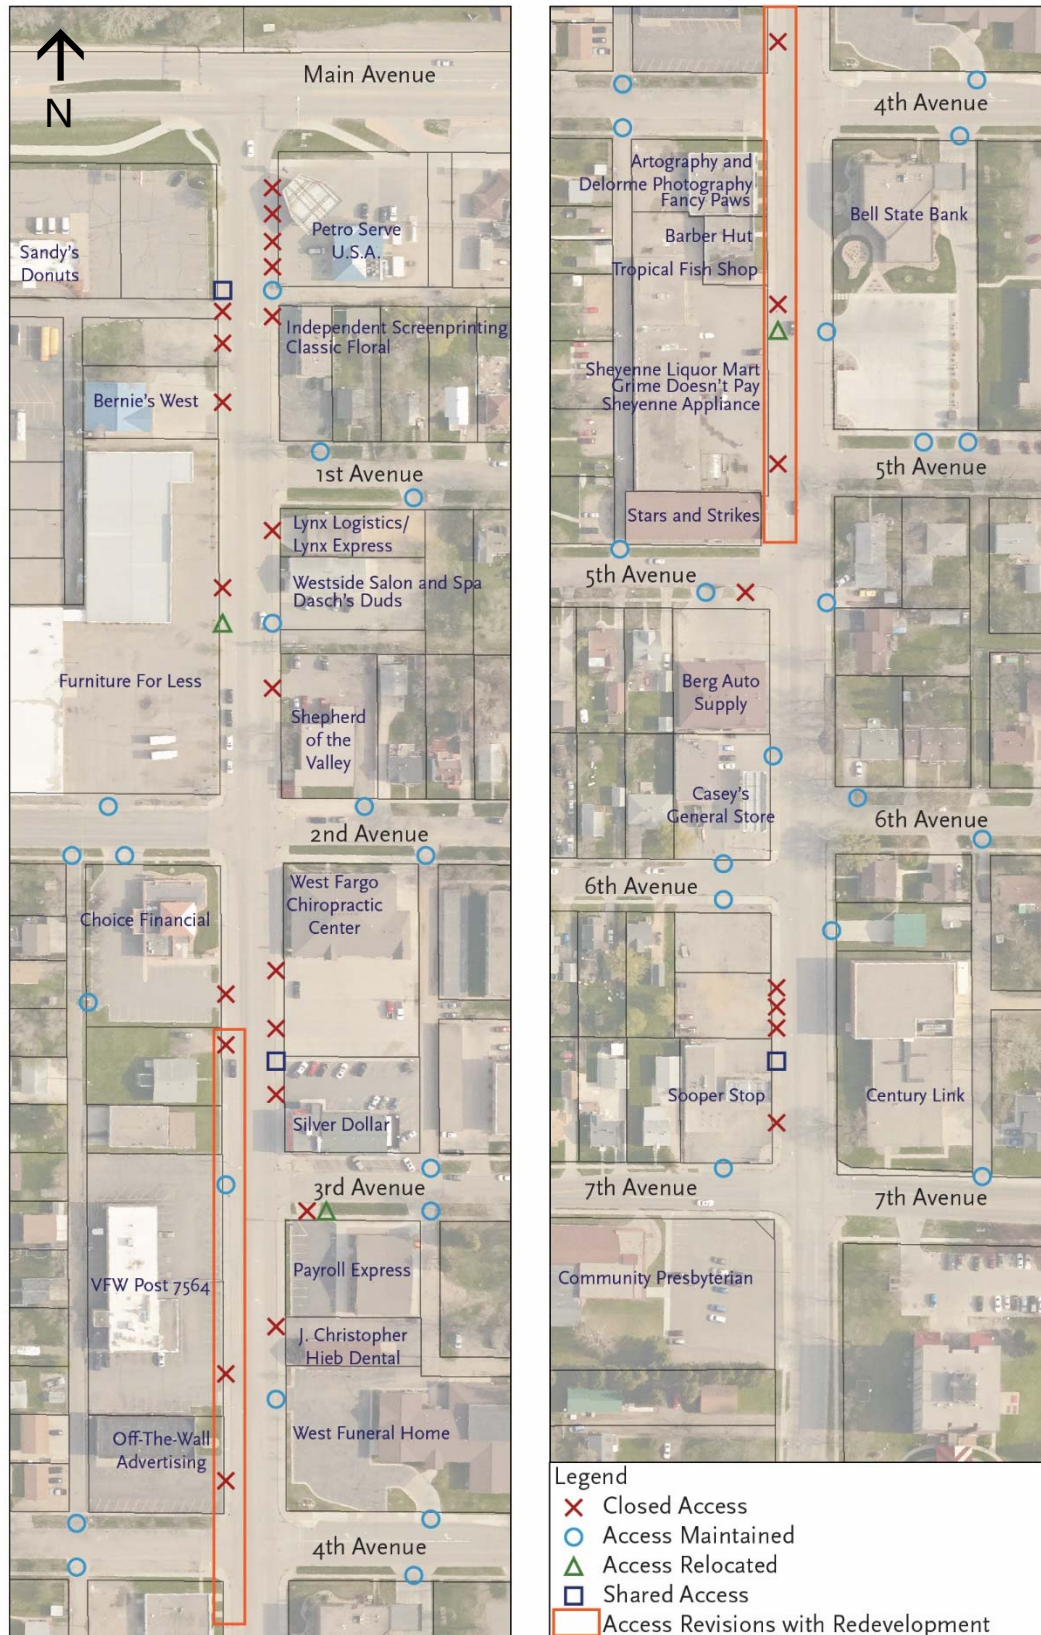 N
Main Avenue
Sandy's
Donuts
Petro Serve
U.S.A.
Independent Screenprinting
Classic Floral
Bernie's West
1st Avenue
Lynx Logistics/
Lynx Express
Westside Salon and Spa
Dasch's Duds
Furniture For Less
Shepherd
of the
Valley
2nd Avenue
Choice Financial
West Fargo
Chiropractic
Center
Silver Dollar
3rd Avenue
VFW Post 7564
Payroll Express
J. Christopher
Hieb Dental
Off-The-Wall
Advertising
West Funeral Home
4th Avenue
4th Avenue
Artography and
Delorme Photography
Fancy Paws
Barber Hut
Tropical Fish Shop
Bell State Bank
Sheyenne Liquor Mart
Grime Doesn't Pay
Sheyenne Appliance
5th Avenue
Stars and Strikes
5th Avenue
Berg Auto
Supply
Casey's
General Store
6th Avenue
6th Avenue
Sooper Stop
Century Link
7th Avenue
7th Avenue
Community Presbyterian
Legend
Closed Access
Access Maintained
Access Relocated
Shared Access
Access Revisions with Redevelopment